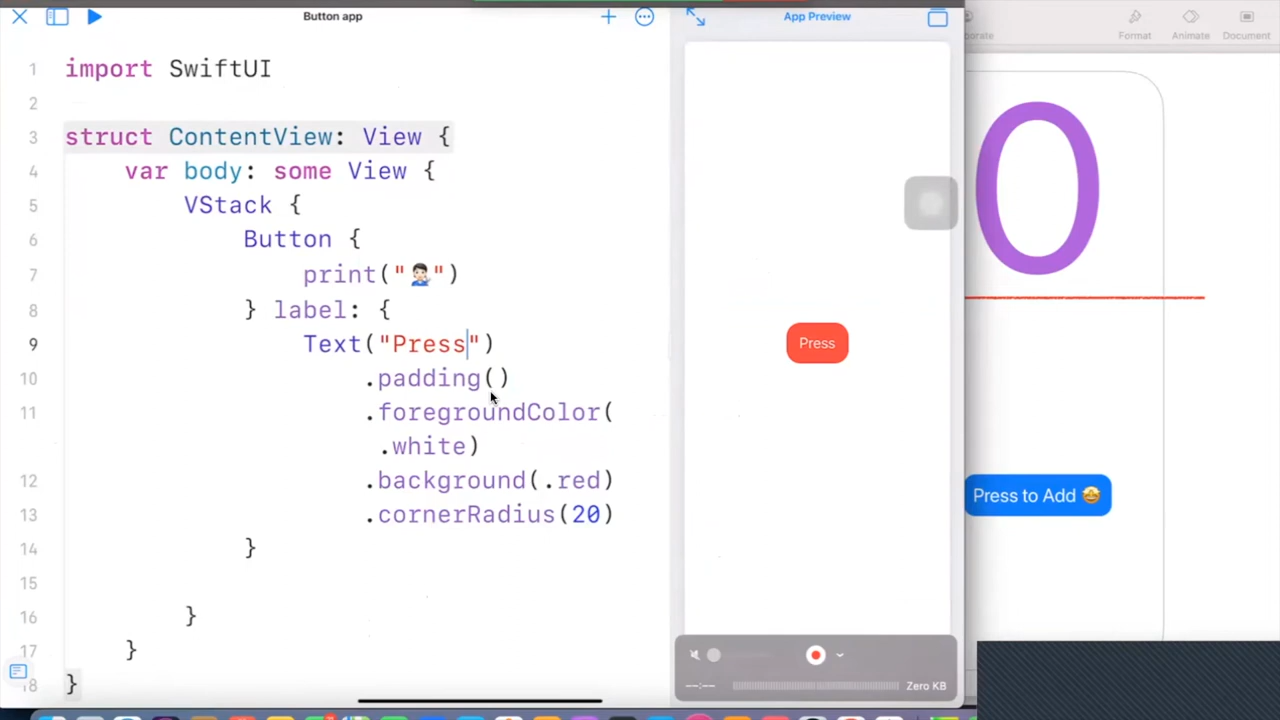 Button app
App Preview
Format
Animate
Document
1 import SwiftUI
2
3 struct ContentView: View {
4 var body: some View {
5 VStack {
6 Button {
7 print("💁🏻‍♂️")
8 } label: {
9 Text("Press")
10 .padding()
11 .foregroundColor(
.white)
12 .background(.red)
13 .cornerRadius(20)
14 }
15
16 }
17 }
18 }
Press
0
Press to Add 🤩
--:--
Zero KB